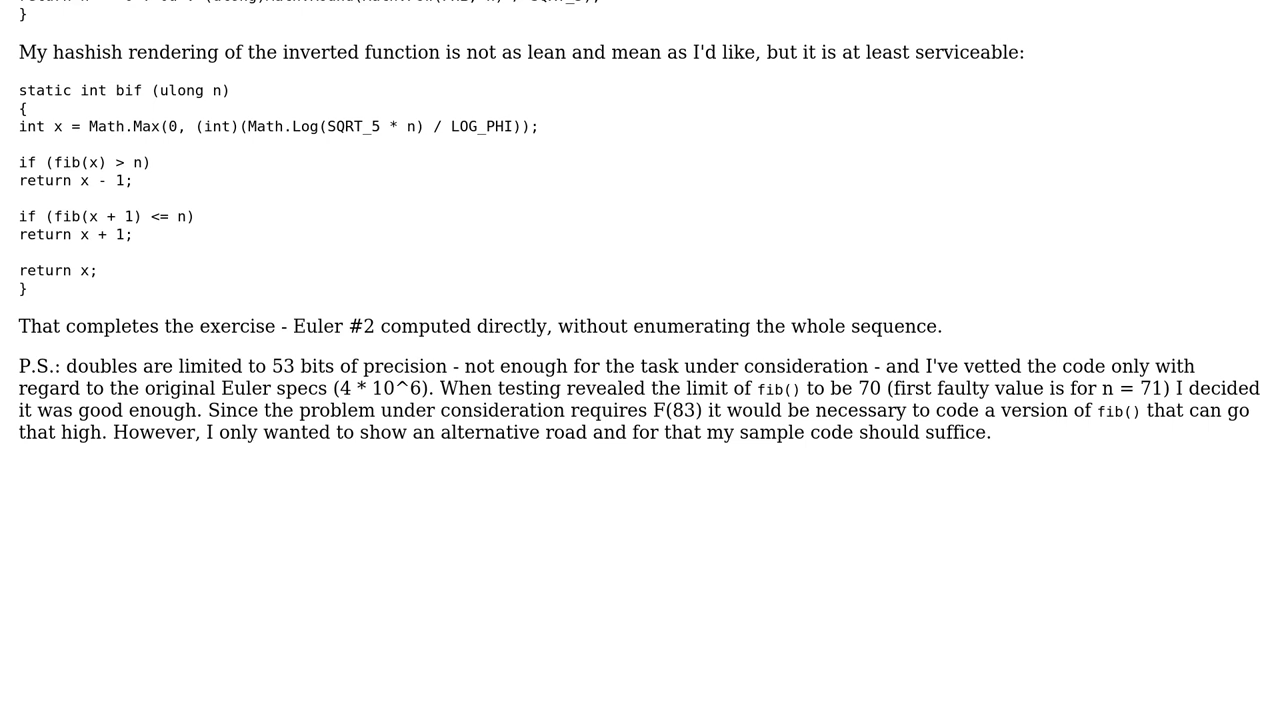 }
My hashish rendering of the inverted function is not as lean and mean as I'd like, but it is at least serviceable:
static int bif (ulong n)
{
int x = Math.Max(0, (int)(Math.Log(SQRT_5 * n) / LOG_PHI));
if (fib(x) > n)
return x - 1;
if (fib(x + 1) <= n)
return x + 1;
return x;
}
That completes the exercise - Euler #2 computed directly, without enumerating the whole sequence.
P.S.: doubles are limited to 53 bits of precision - not enough for the task under consideration - and I've vetted the code only with
regard to the original Euler specs (4 * 10^6). When testing revealed the limit of fib() to be 70 (first faulty value is for n = 71) I decided
it was good enough. Since the problem under consideration requires F(83) it would be necessary to code a version of fib() that can go
that high. However, I only wanted to show an alternative road and for that my sample code should suffice.